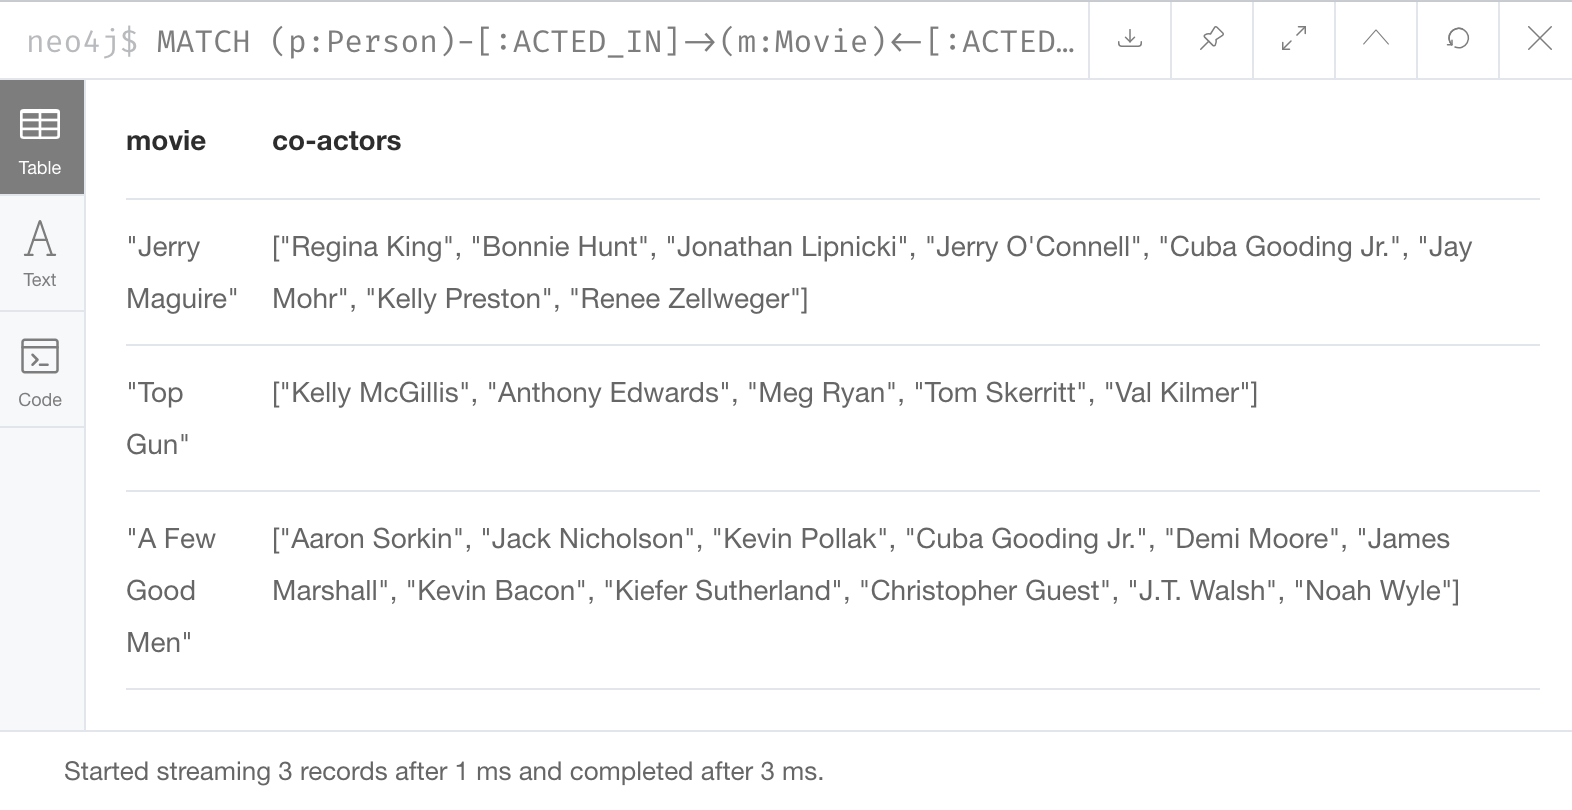 neo4j$ MATCH (p:Person)-[:ACTED_IN]→(m:Movie)←[:ACTED…
Table
Text
Code
movie co-actors
"Jerry Maguire" ["Regina King", "Bonnie Hunt", "Jonathan Lipnicki", "Jerry O'Connell", "Cuba Gooding Jr.", "Jay
Mohr", "Kelly Preston", "Renee Zellweger"]
"Top Gun" ["Kelly McGillis", "Anthony Edwards", "Meg Ryan", "Tom Skerritt", "Val Kilmer"]
"A Few Good Men" ["Aaron Sorkin", "Jack Nicholson", "Kevin Pollak", "Cuba Gooding Jr.", "Demi Moore", "James
Marshall", "Kevin Bacon", "Kiefer Sutherland", "Christopher Guest", "J.T. Walsh", "Noah Wyle"]
Started streaming 3 records after 1 ms and completed after 3 ms.